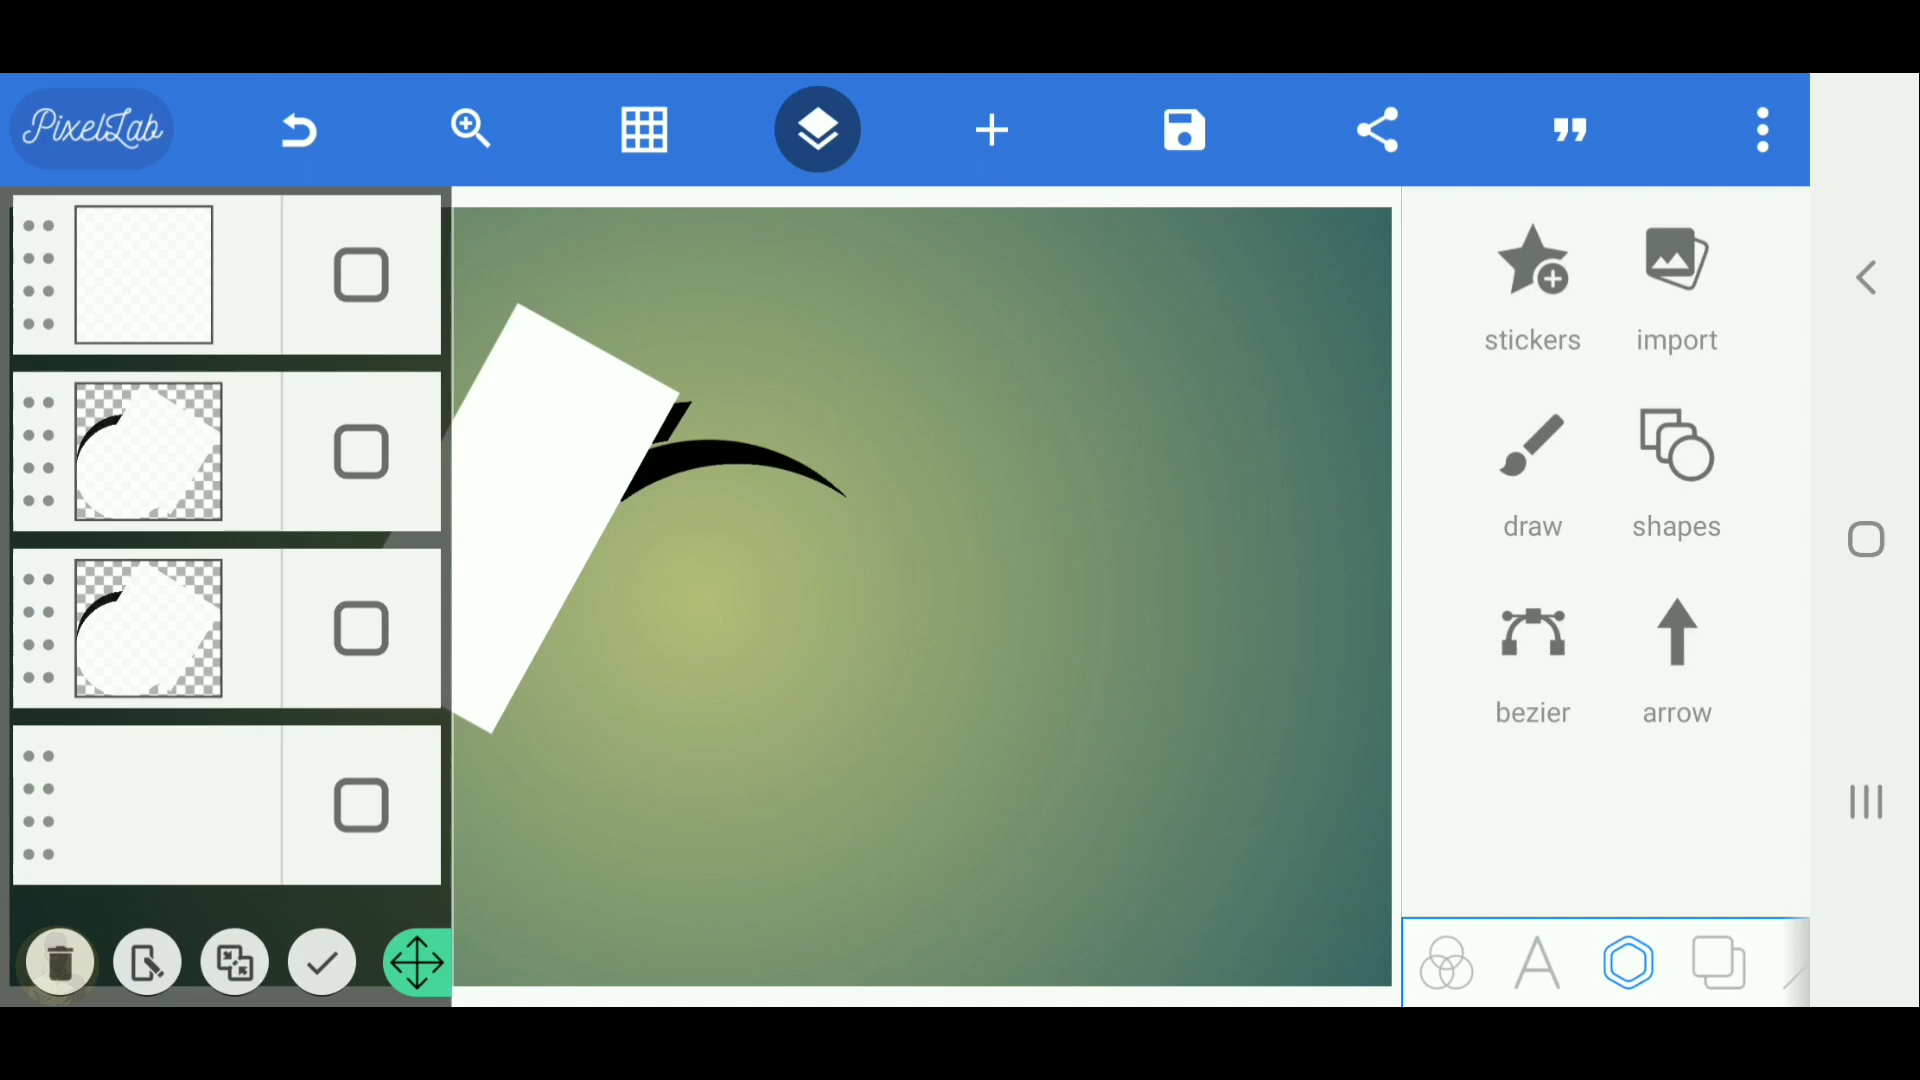 PixelLab
stickers
import
draw
shapes
bezier
arrow